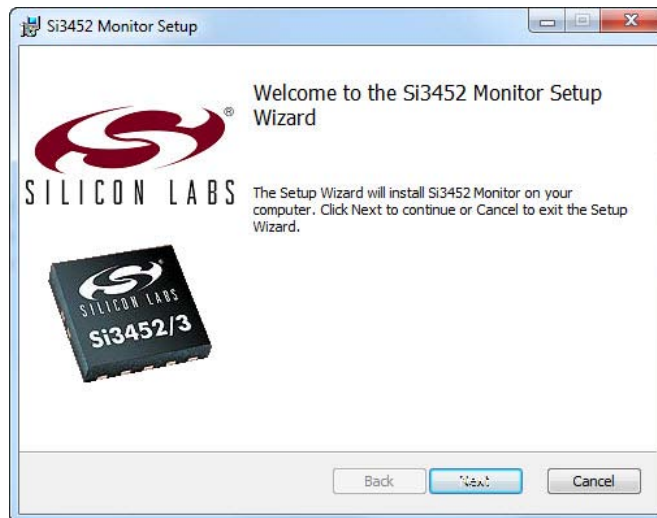 Si3452 Monitor Setup
Welcome to the Si3452 Monitor Setup
Wizard
®
SILICON LABS
The Setup Wizard will install Si3452 Monitor on your
computer. Click Next to continue or Cancel to exit the Setup
Wizard.
SILICON LABS
Si3452/3
Back Next Cancel